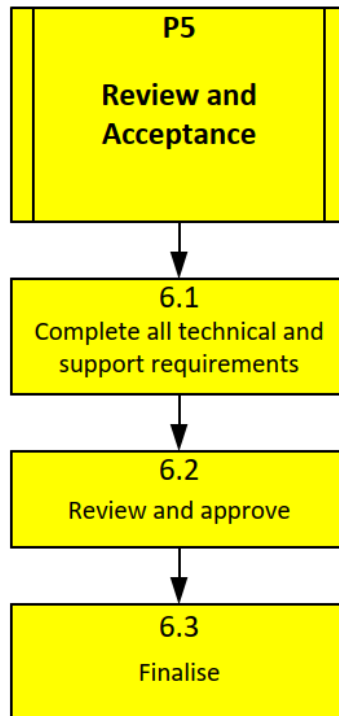 P5
Review and
Acceptance
6.1
Complete all technical and
support requirements
6.2
Review and approve
6.3
Finalise